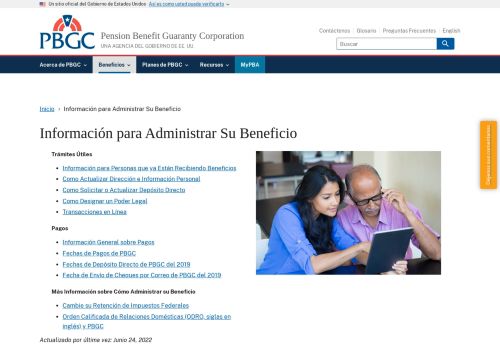 Un sitio oficial del Gobierno de Estados Unidos Así es como usted puede verificarlo
PBGC
Pension Benefit Guaranty Corporation
UNA AGENCIA DEL GOBIERNO DE EE. UU
Contáctenos Glosario Preguntas Frecuentes English
Buscar
Acerca de PBGC Beneficios Planes de PBGC Recursos MyPBA
Inicio › Información para Administrar Su Beneficio
Información para Administrar Su Beneficio
Trámites Útiles
Información para Personas que ya Están Recibiendo Beneficios
Como Actualizar Dirección e Información Personal
Como Solicitar o Actualizar Depósito Directo
Como Designar un Poder Legal
Transacciones en Línea
Pagos
Información General sobre Pagos
Fechas de Pagos de PBGC
Fechas de Depósito Directo de PBGC del 2019
Fecha de Envío de Cheques por Correo de PBGC del 2019
Más Información sobre Cómo Administrar su Beneficio
Cambie su Retención de Impuestos Federales
Orden Calificada de Relaciones Domésticas (QDRO, siglas en
inglés) y PBGC
Actualizado por última vez: Junio 24, 2022